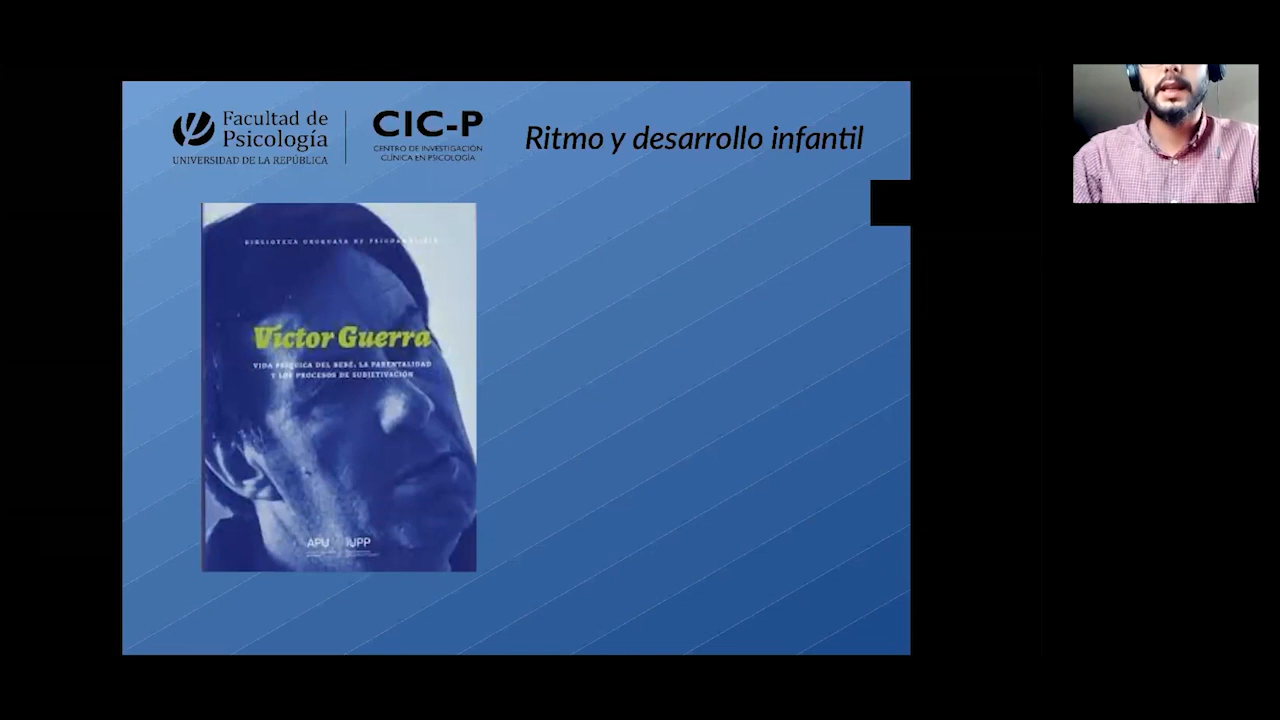 Facultad de
Psicología
UNIVERSIDAD DE LA REPÚBLICA
CIC-P
CENTRO DE INVESTIGACIÓN
CLÍNICA EN PSICOLOGÍA
Ritmo y desarrollo infantil
BIBLIOTECA URUGUAYA DE PSICOANÁLISIS
Víctor Guerra
VIDA PSÍQUICA DEL BEBÉ, LA PARENTALIDAD
Y LOS PROCESOS DE SUBJETIVACIÓN
APU
IUPP